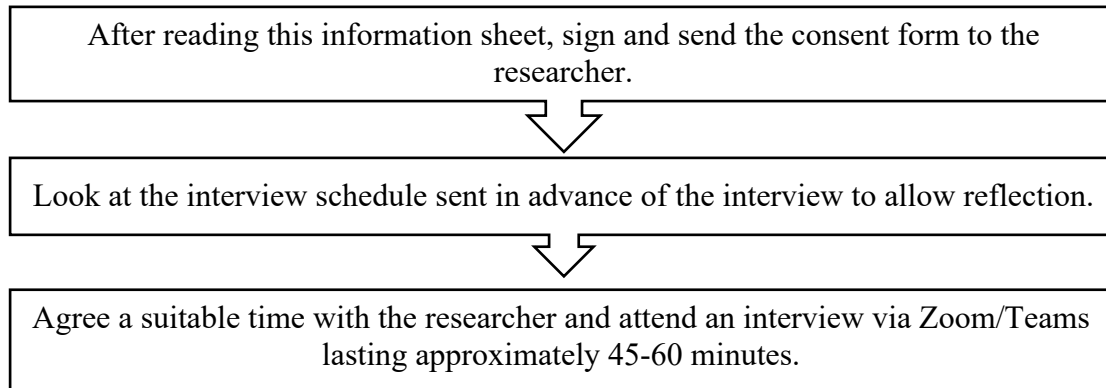 After reading this information sheet, sign and send the consent form to the
researcher.
Look at the interview schedule sent in advance of the interview to allow reflection.
Agree a suitable time with the researcher and attend an interview via Zoom/Teams
lasting approximately 45-60 minutes.